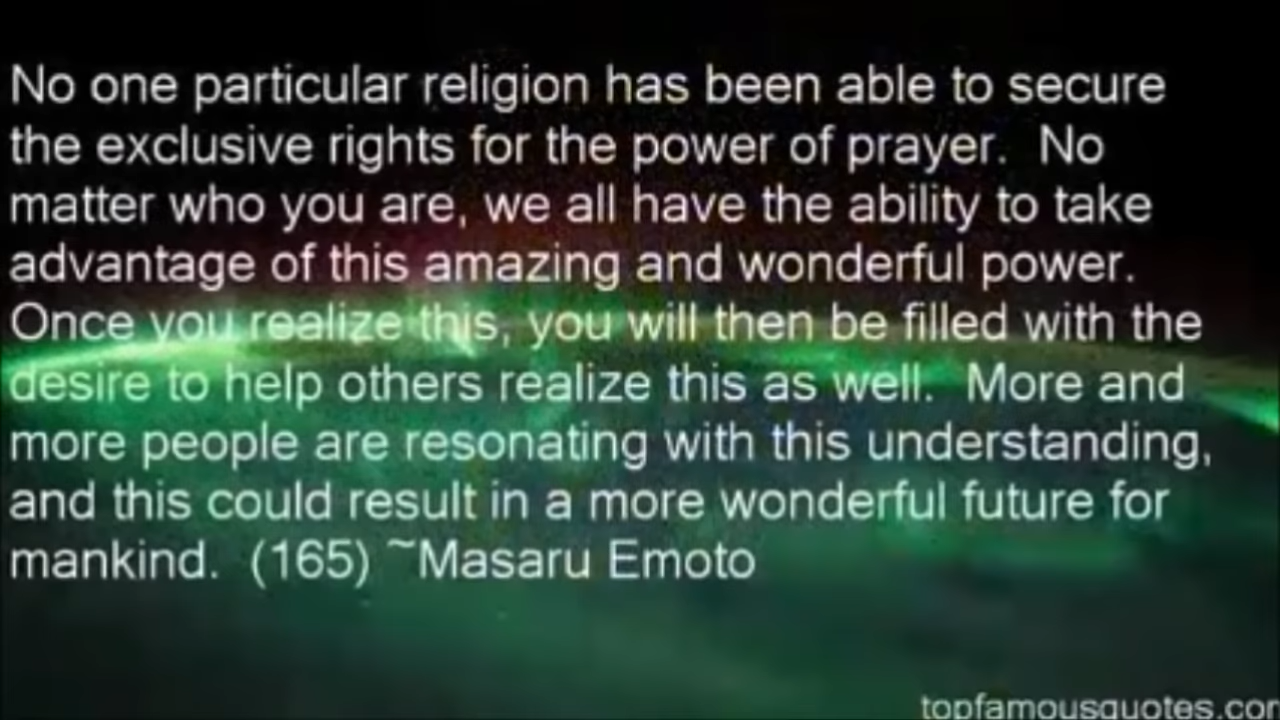 No one particular religion has been able to secure
the exclusive rights for the power of prayer.  No
matter who you are, we all have the ability to take
advantage of this amazing and wonderful power.
Once you realize this, you will then be filled with the
desire to help others realize this as well.  More and
more people are resonating with this understanding,
and this could result in a more wonderful future for
mankind.  (165) ~Masaru Emoto
topfamousquotes.com